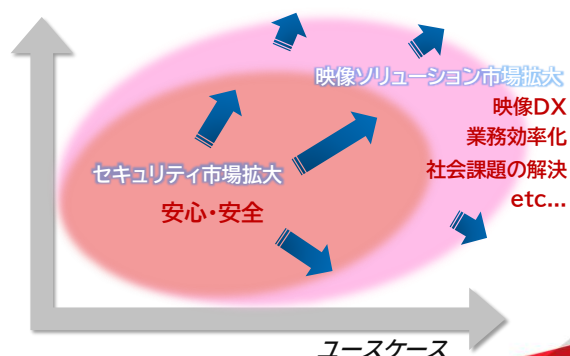 映像ソリューション市場拡大
映像DX
業務効率化
社会課題の解決
etc...
セキュリティ市場拡大
安心・安全
ユースケース